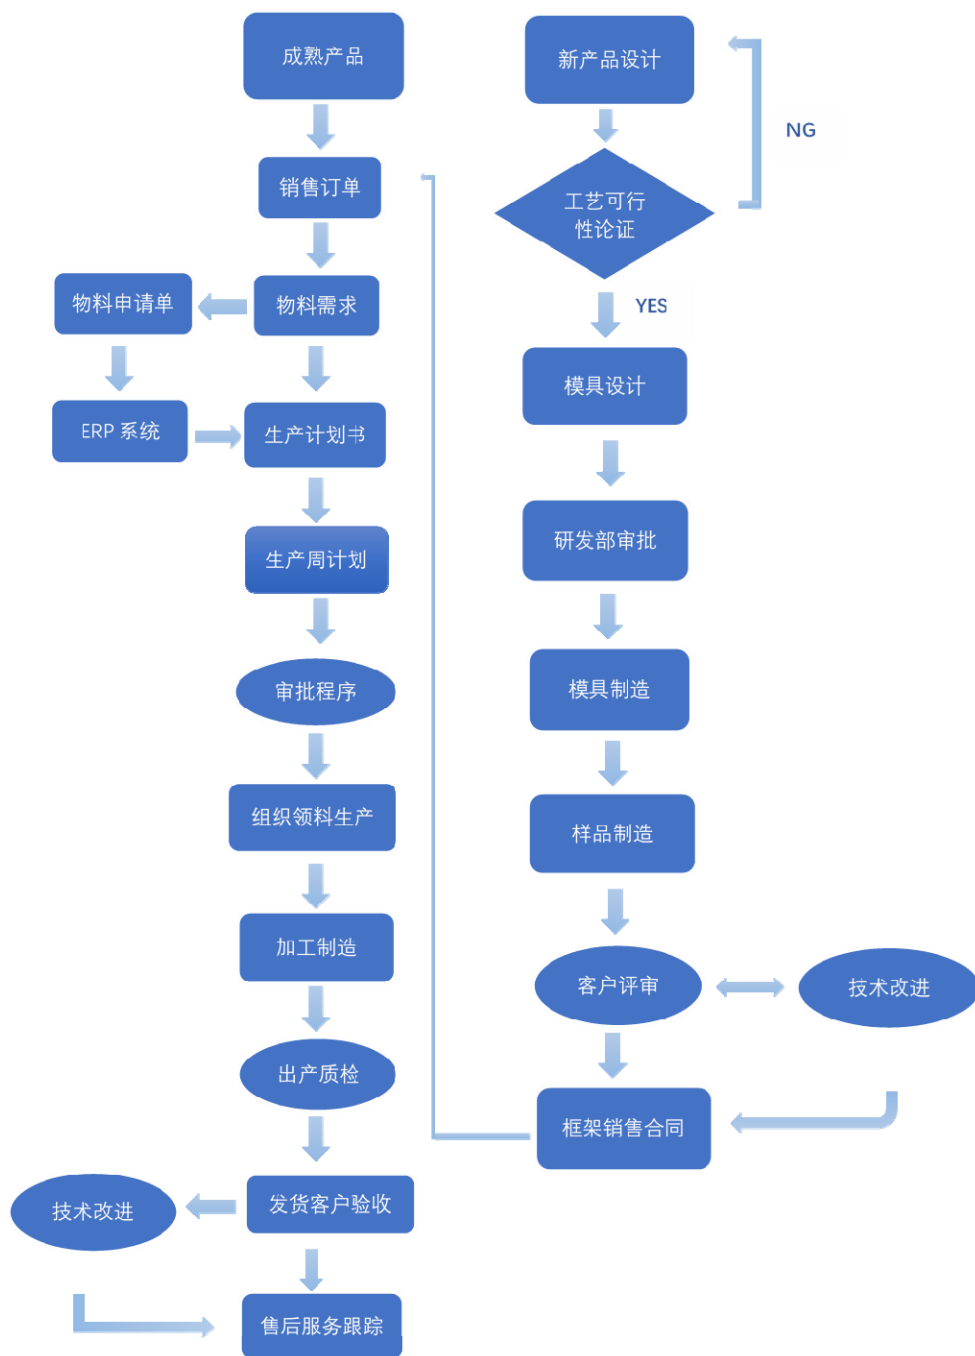 成熟产品
销售订单
物料申请单
物料需求
ERP 系统
生产计划书
生产周计划
审批程序
组织领料生产
加工制造
出产质检
技术改进
发货客户验收
售后服务跟踪
新产品设计
NG
工艺可行
性论证
YES
模具设计
研发部审批
模具制造
样品制造
客户评审
技术改进
框架销售合同